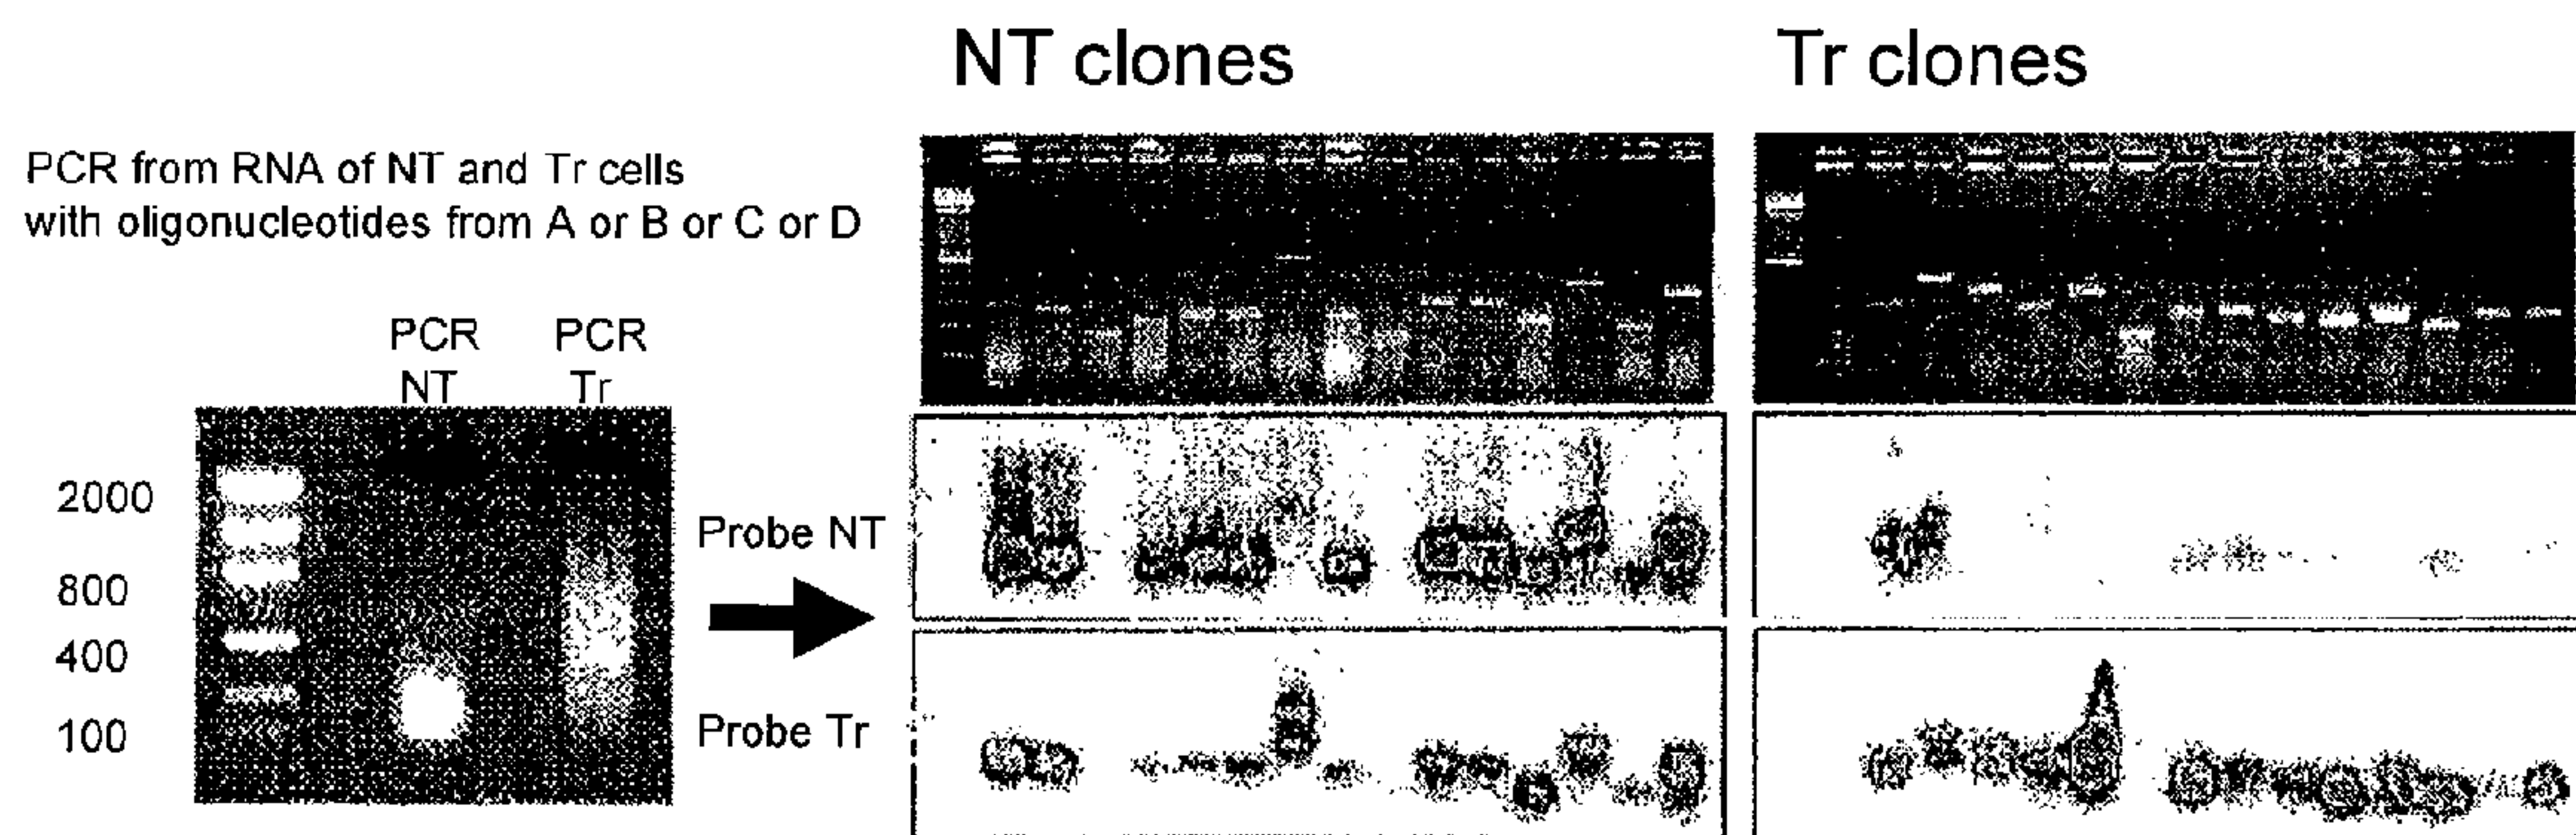 NT clones
Tr clones
PCR from RNA of NT and Tr cells
with oligonucleotides from A or B or C or D
PCR
NT
PCR
Tr
2000
800
400
100
Probe NT
Probe Tr